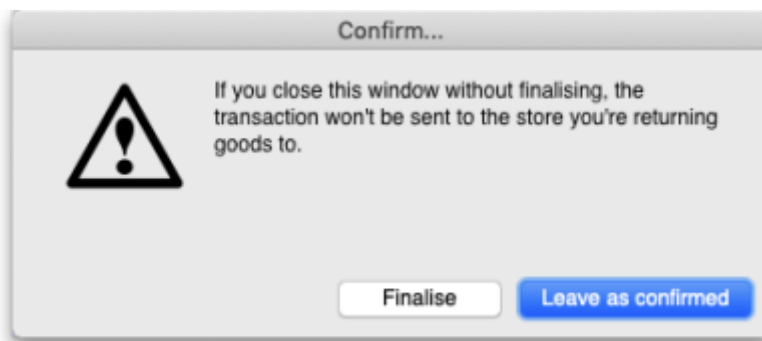 Confirm...
If you close this window without finalising, the
transaction won't be sent to the store you're returning
goods to.
Finalise
Leave as confirmed